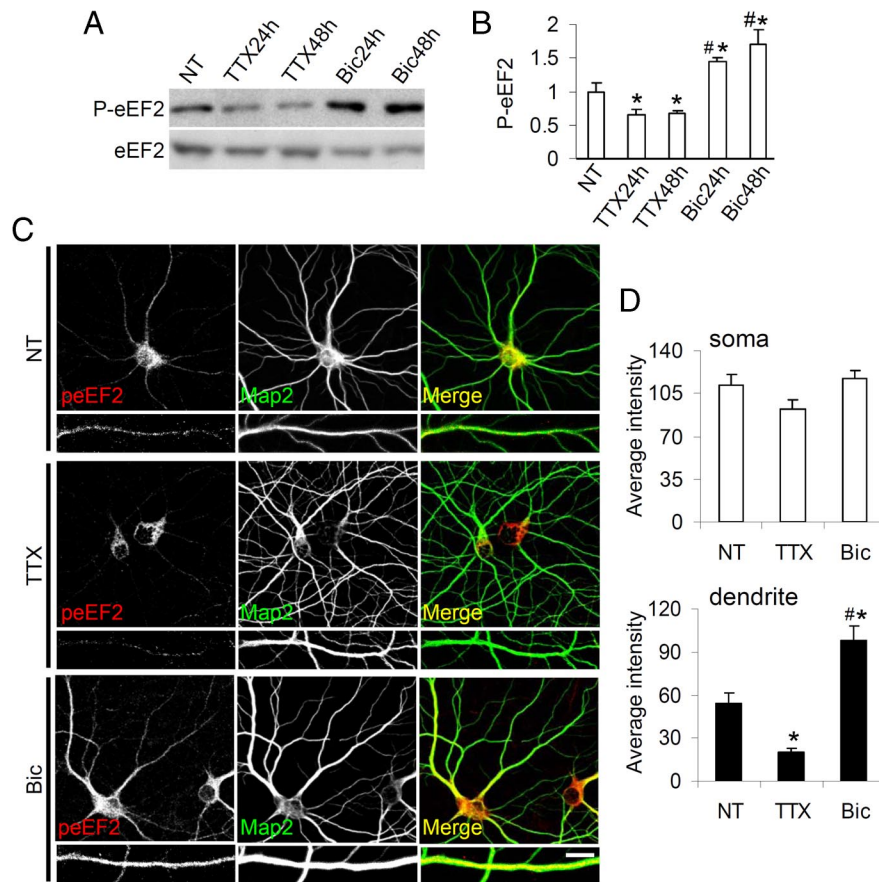 A
NT TTX24h TTX48h Bic24h Bic48h
P-eEF2
eEF2
B
P-eEF2
2
1.5
1
0.5
0
* * #* #*
NT TTX24h TTX48h Bic24h Bic48h
C
NT
peEF2 Map2 Merge
TTX
peEF2 Map2 Merge
Bic
peEF2 Map2 Merge
D
soma
Average intensity
140
105
70
35
0
NT TTX Bic
dendrite
Average intensity
120
90
60
30
0
* #*
NT TTX Bic